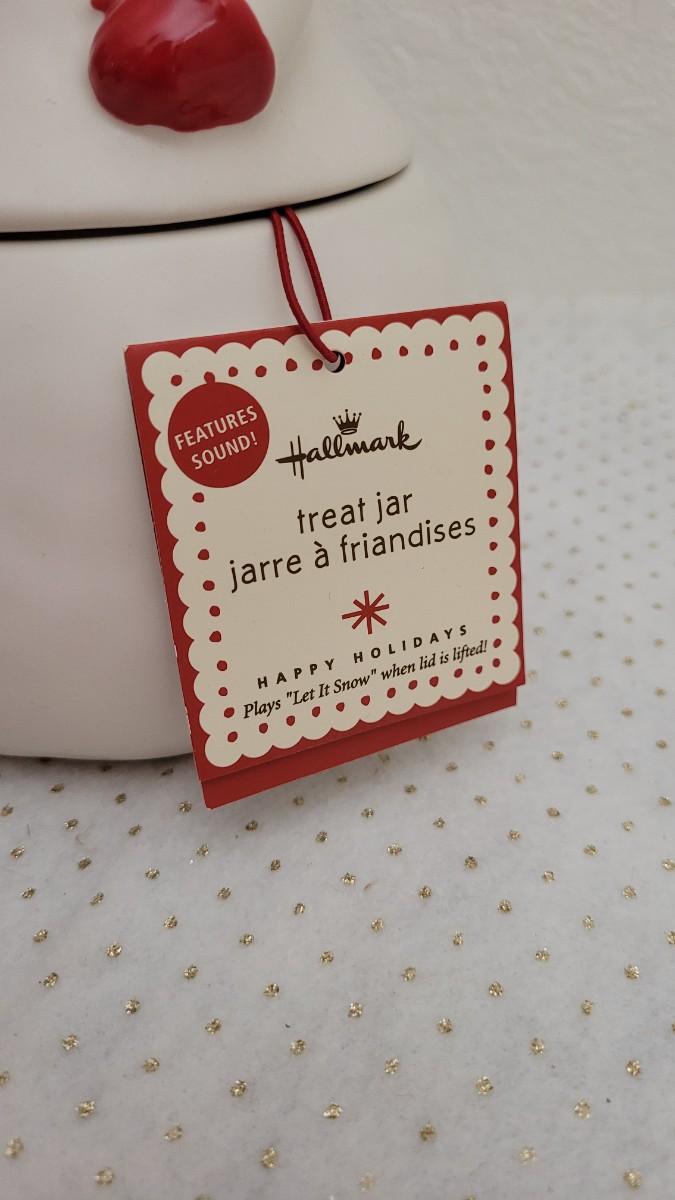 FEATURES
SOUND!
Hallmark
treat jar
jarre à friandises
HAPPY HOLIDAYS
Plays "Let It Snow" when lid is lifted!